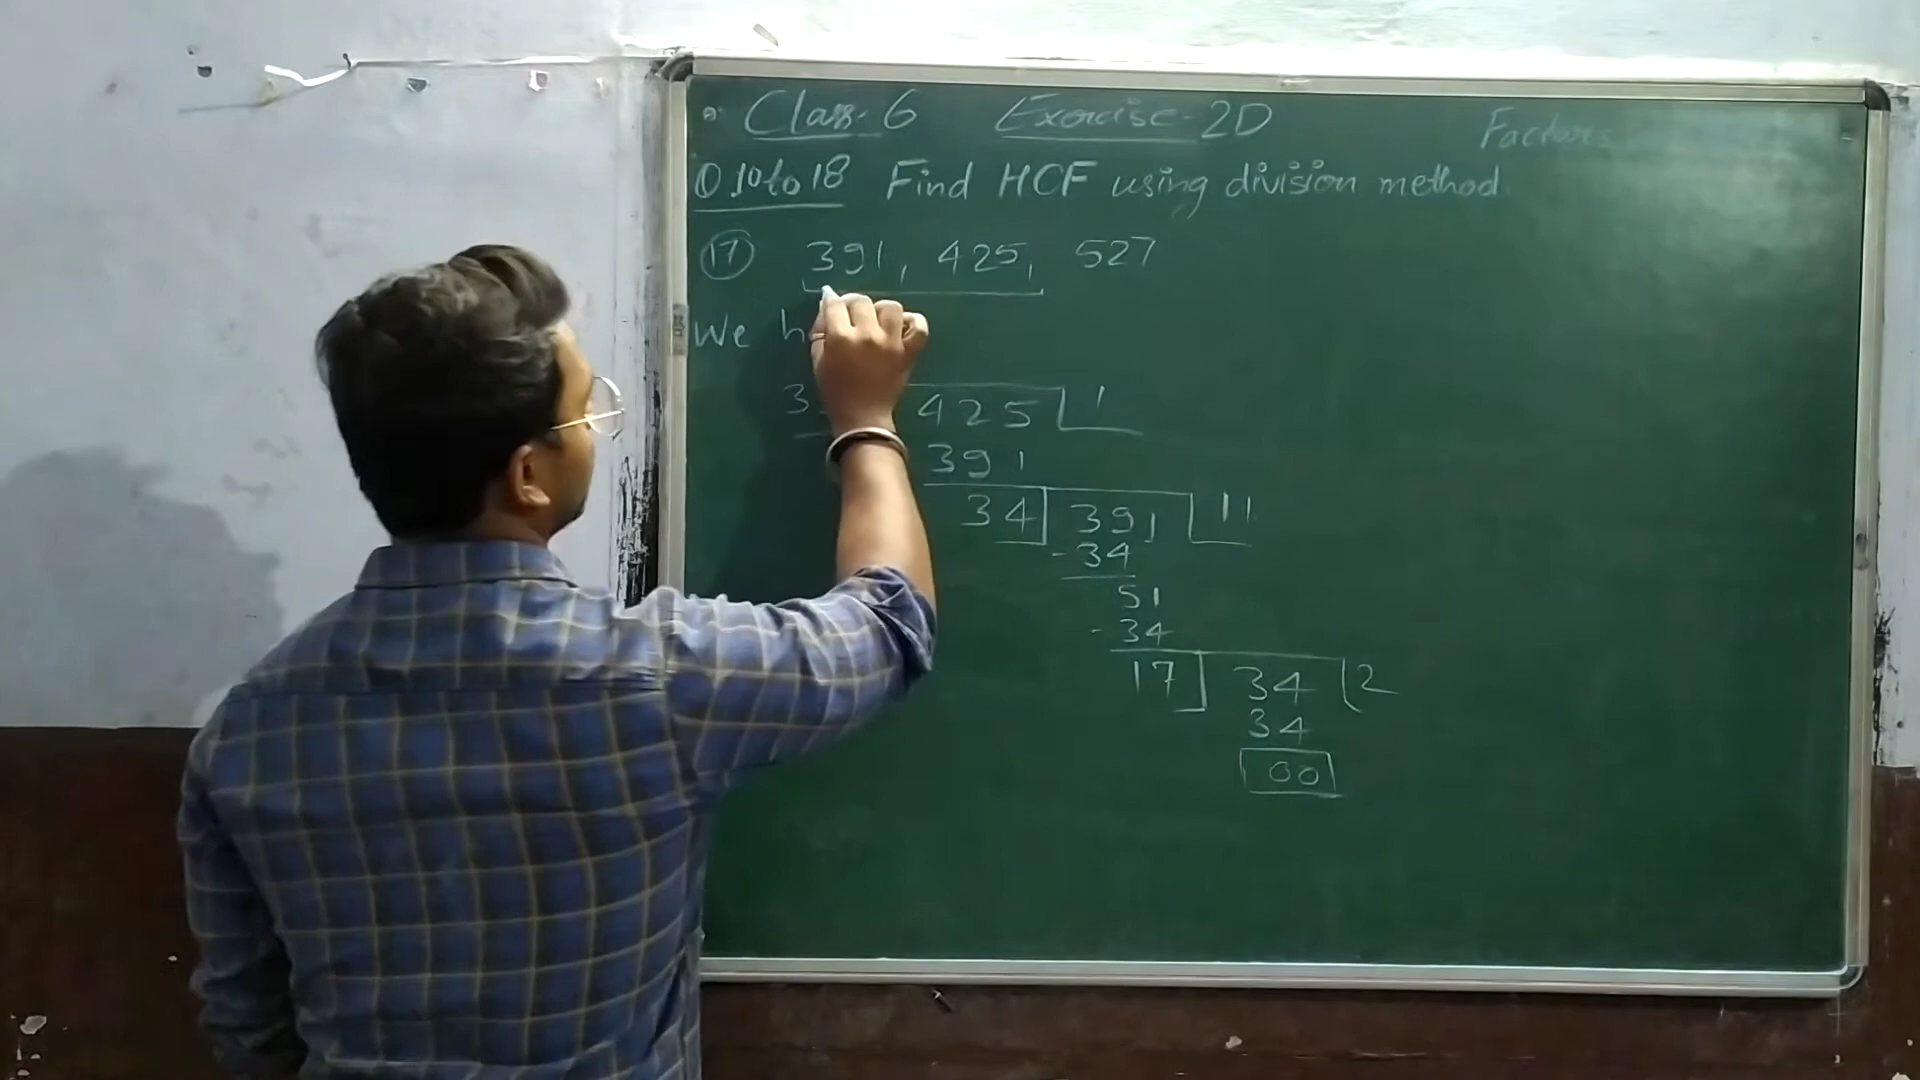 Class-6 Exercise-2D Factors
Q 10 to 18 Find HCF using division method.
17 391, 425, 527
We
425 1
391
34 391 11
-34
51
-34
17 34 2
34
00